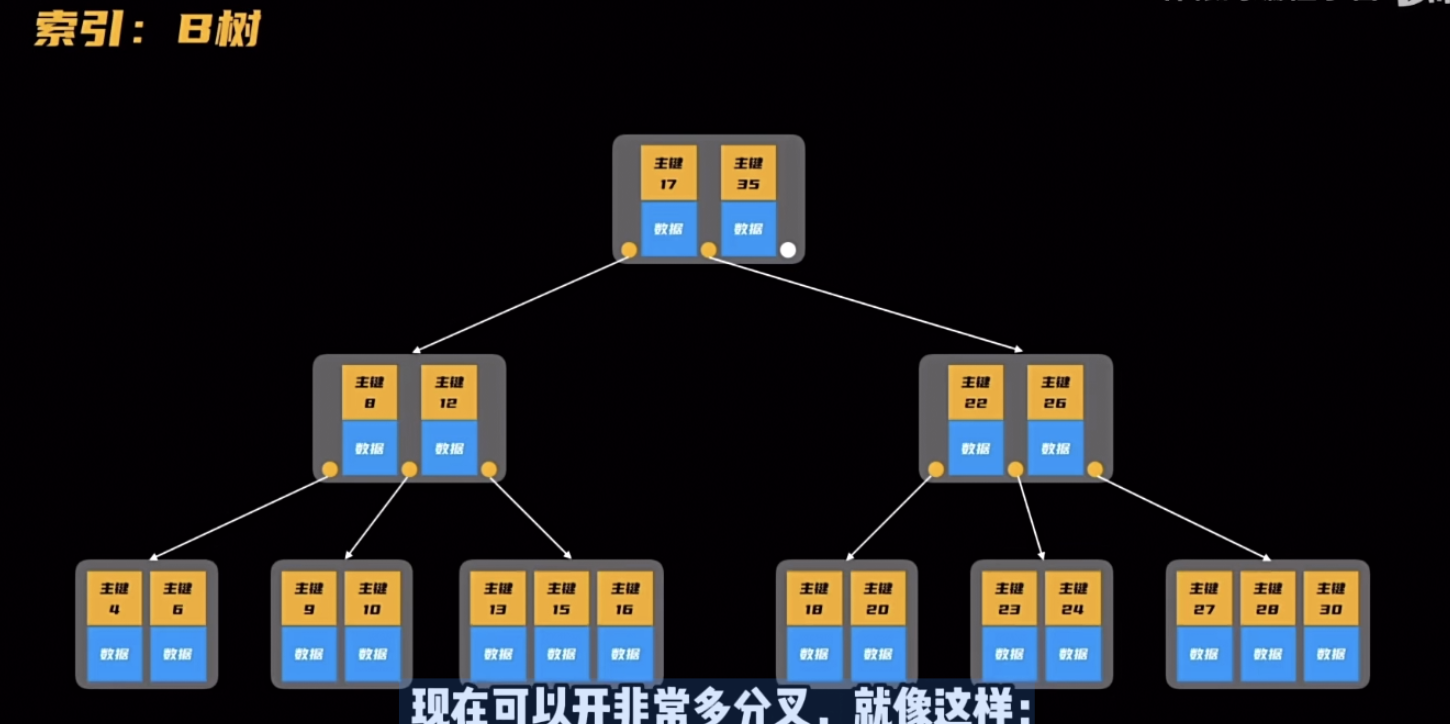 索引：B树
主键 主键
17 35
数据 数据
主键 主键 主键 主键
8 12 22 26
数据 数据 数据 数据
主键 主键 主键 主键 主键 主键 主键 主键 主键 主键 主键 主键 主键 主键
4 6 9 10 13 15 16 18 20 23 24 27 28 30
数据 数据 数据 数据 数据 数据 数据 数据 数据 数据 数据 数据 数据 数据
现在可以开非常多分叉，就像这样：